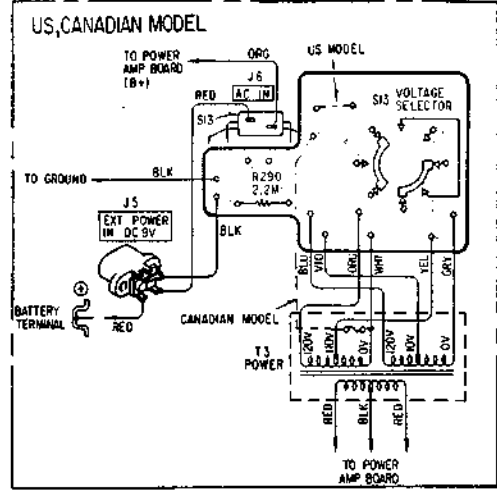 US,CANADIAN MODEL
TO POWER
AMP BOARD
(B+)
ORG
J6
AC IN
RED
S13
US MODEL
S13 VOLTAGE
SELECTOR
TO GROUND
BLK
R290
2.2M
J5
EXT POWER
IN DC 9V
BLK
BLU
VIO
ORG
WHT
YEL
GRY
BATTERY
TERMINAL
RED
CANADIAN MODEL
T3
POWER
120V
110V
0V
120V
110V
0V
RED
BLK
RED
TO POWER
AMP BOARD